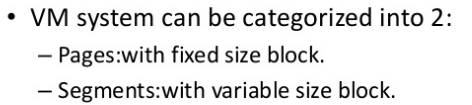 • VM system can be categorized into 2:
– Pages:with fixed size block.
– Segments:with variable size block.